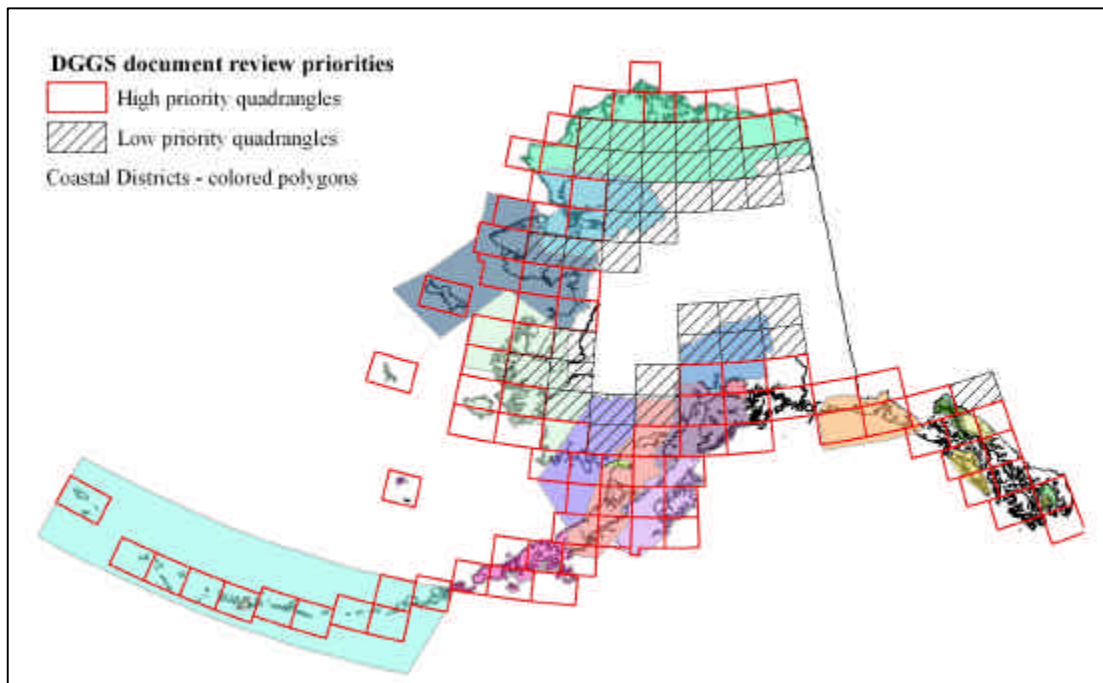 DGGS document review priorities
High priority quadrangles
Low priority quadrangles
Coastal Districts - colored polygons